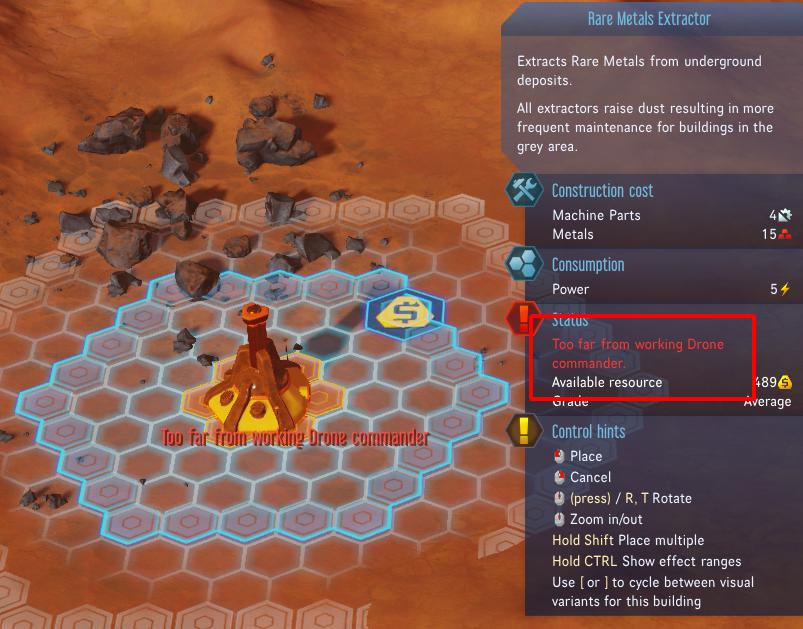 Rare Metals Extractor
Extracts Rare Metals from underground
deposits.
All extractors raise dust resulting in more
frequent maintenance for buildings in the
grey area.
Construction cost
Machine Parts 4
Metals 15
Consumption
Power 5
Status
Too far from working Drone
commander.
Available resource 489
Grade Average
Too far from working Drone commander
Control hints
Place
Cancel
(press) / R, T Rotate
Zoom in/out
Hold Shift Place multiple
Hold CTRL Show effect ranges
Use [ or ] to cycle between visual
variants for this building